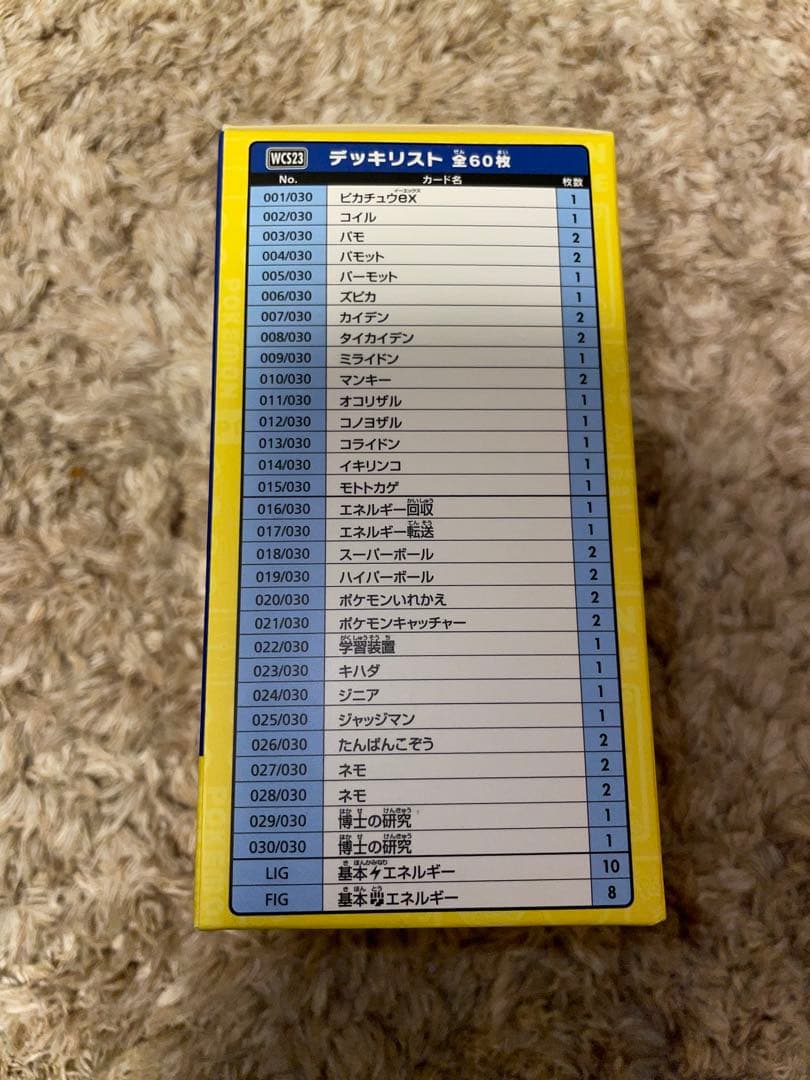 WCS23 デッキリスト 全60枚
No. カード名 枚数
001/030 ピカチュウex 1
002/030 コイル 1
003/030 パモ 2
004/030 パモット 2
005/030 パーモット 1
006/030 ズピカ 1
007/030 カイデン 2
008/030 タイカイデン 2
009/030 ミライドン 1
010/030 マンキー 2
011/030 オコリザル 1
012/030 コノヨザル 1
013/030 コライドン 1
014/030 イキリンコ 1
015/030 モトトカゲ 1
016/030 エネルギー回収 1
017/030 エネルギー転送 1
018/030 スーパーボール 2
019/030 ハイパーボール 2
020/030 ポケモンいれかえ 2
021/030 ポケモンキャッチャー 2
022/030 学習装置 1
023/030 キハダ 1
024/030 ジニア 1
025/030 ジャッジマン 1
026/030 たんぱんこぞう 2
027/030 ネモ 2
028/030 ネモ 2
029/030 博士の研究 1
030/030 博士の研究 1
LIG 基本エネルギー 10
FIG 基本エネルギー 8